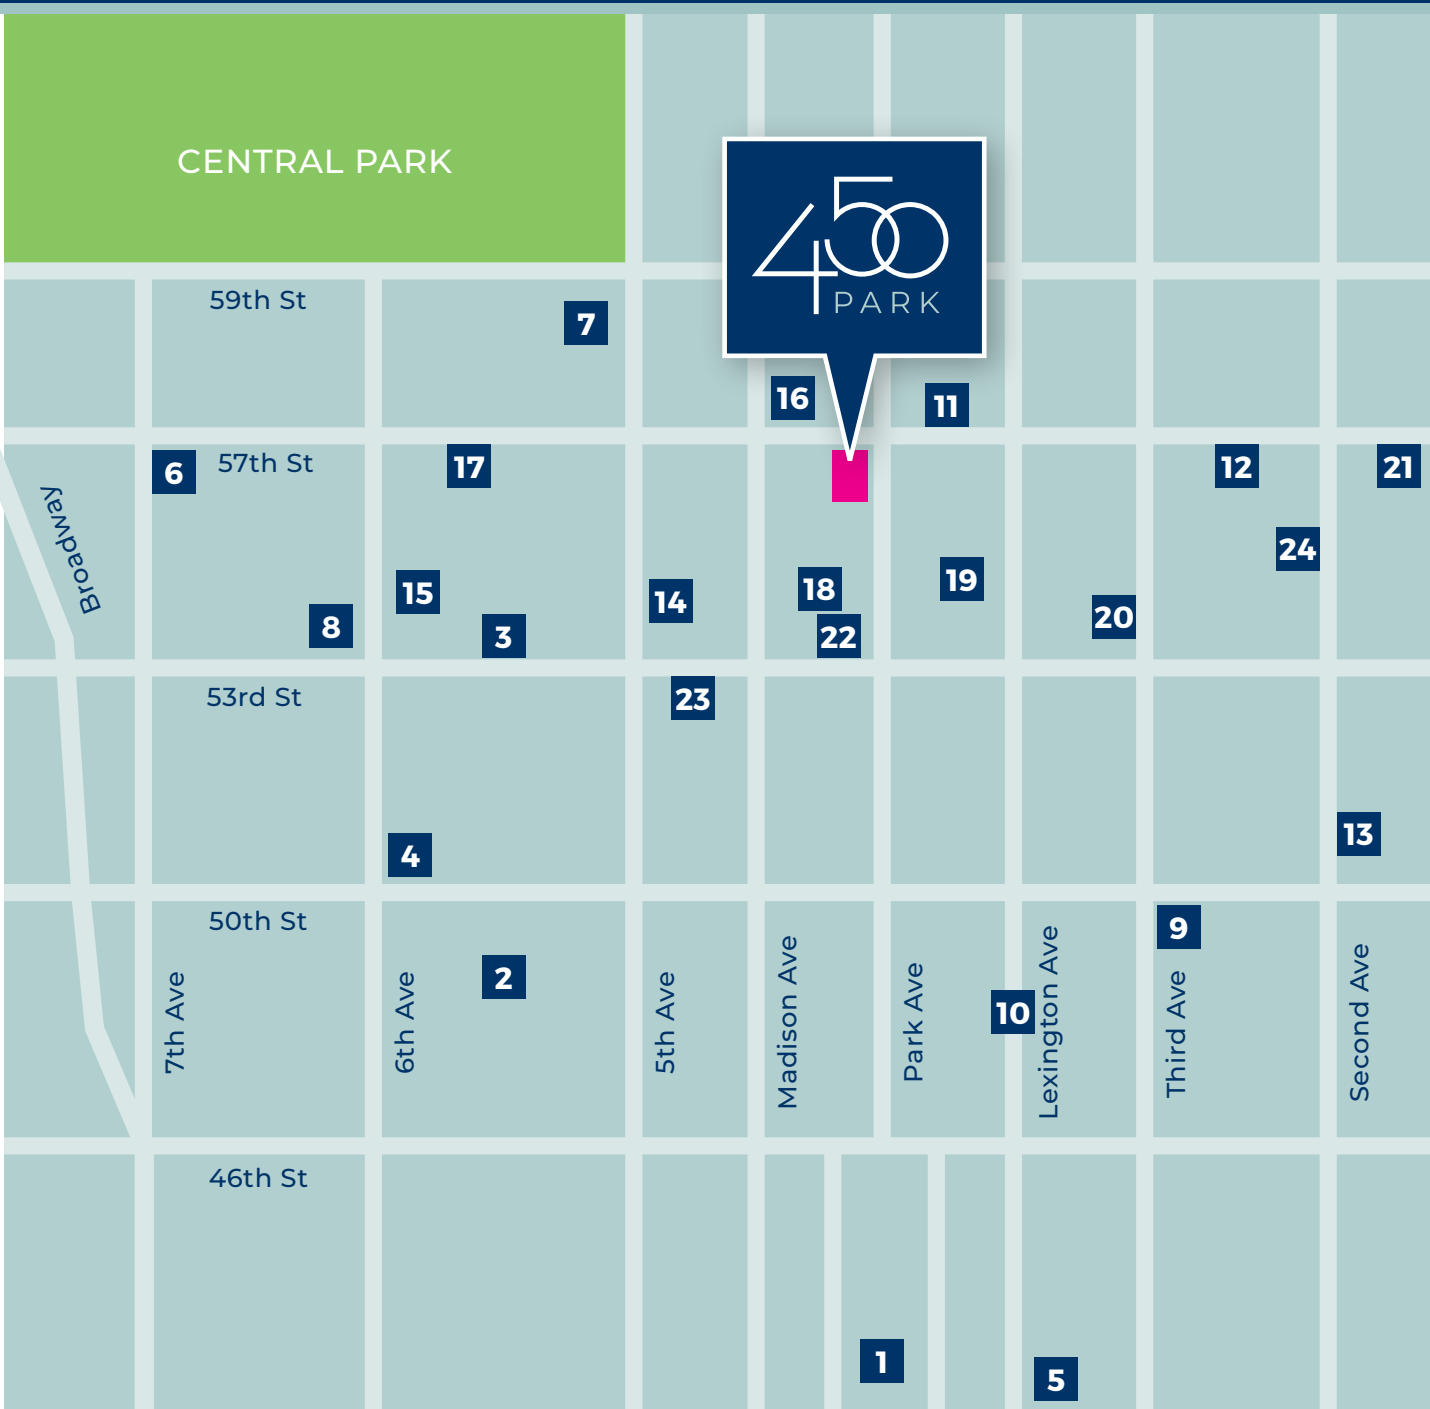 CENTRAL PARK
450
PARK
59th St
7
16
11
57th St
6
17
12
21
Broadway
24
15
14
18
19
8
3
22
20
53rd St
23
4
13
50th St
9
2
10
7th Ave
6th Ave
5th Ave
Madison Ave
Park Ave
Lexington Ave
Third Ave
Second Ave
46th St
1
5